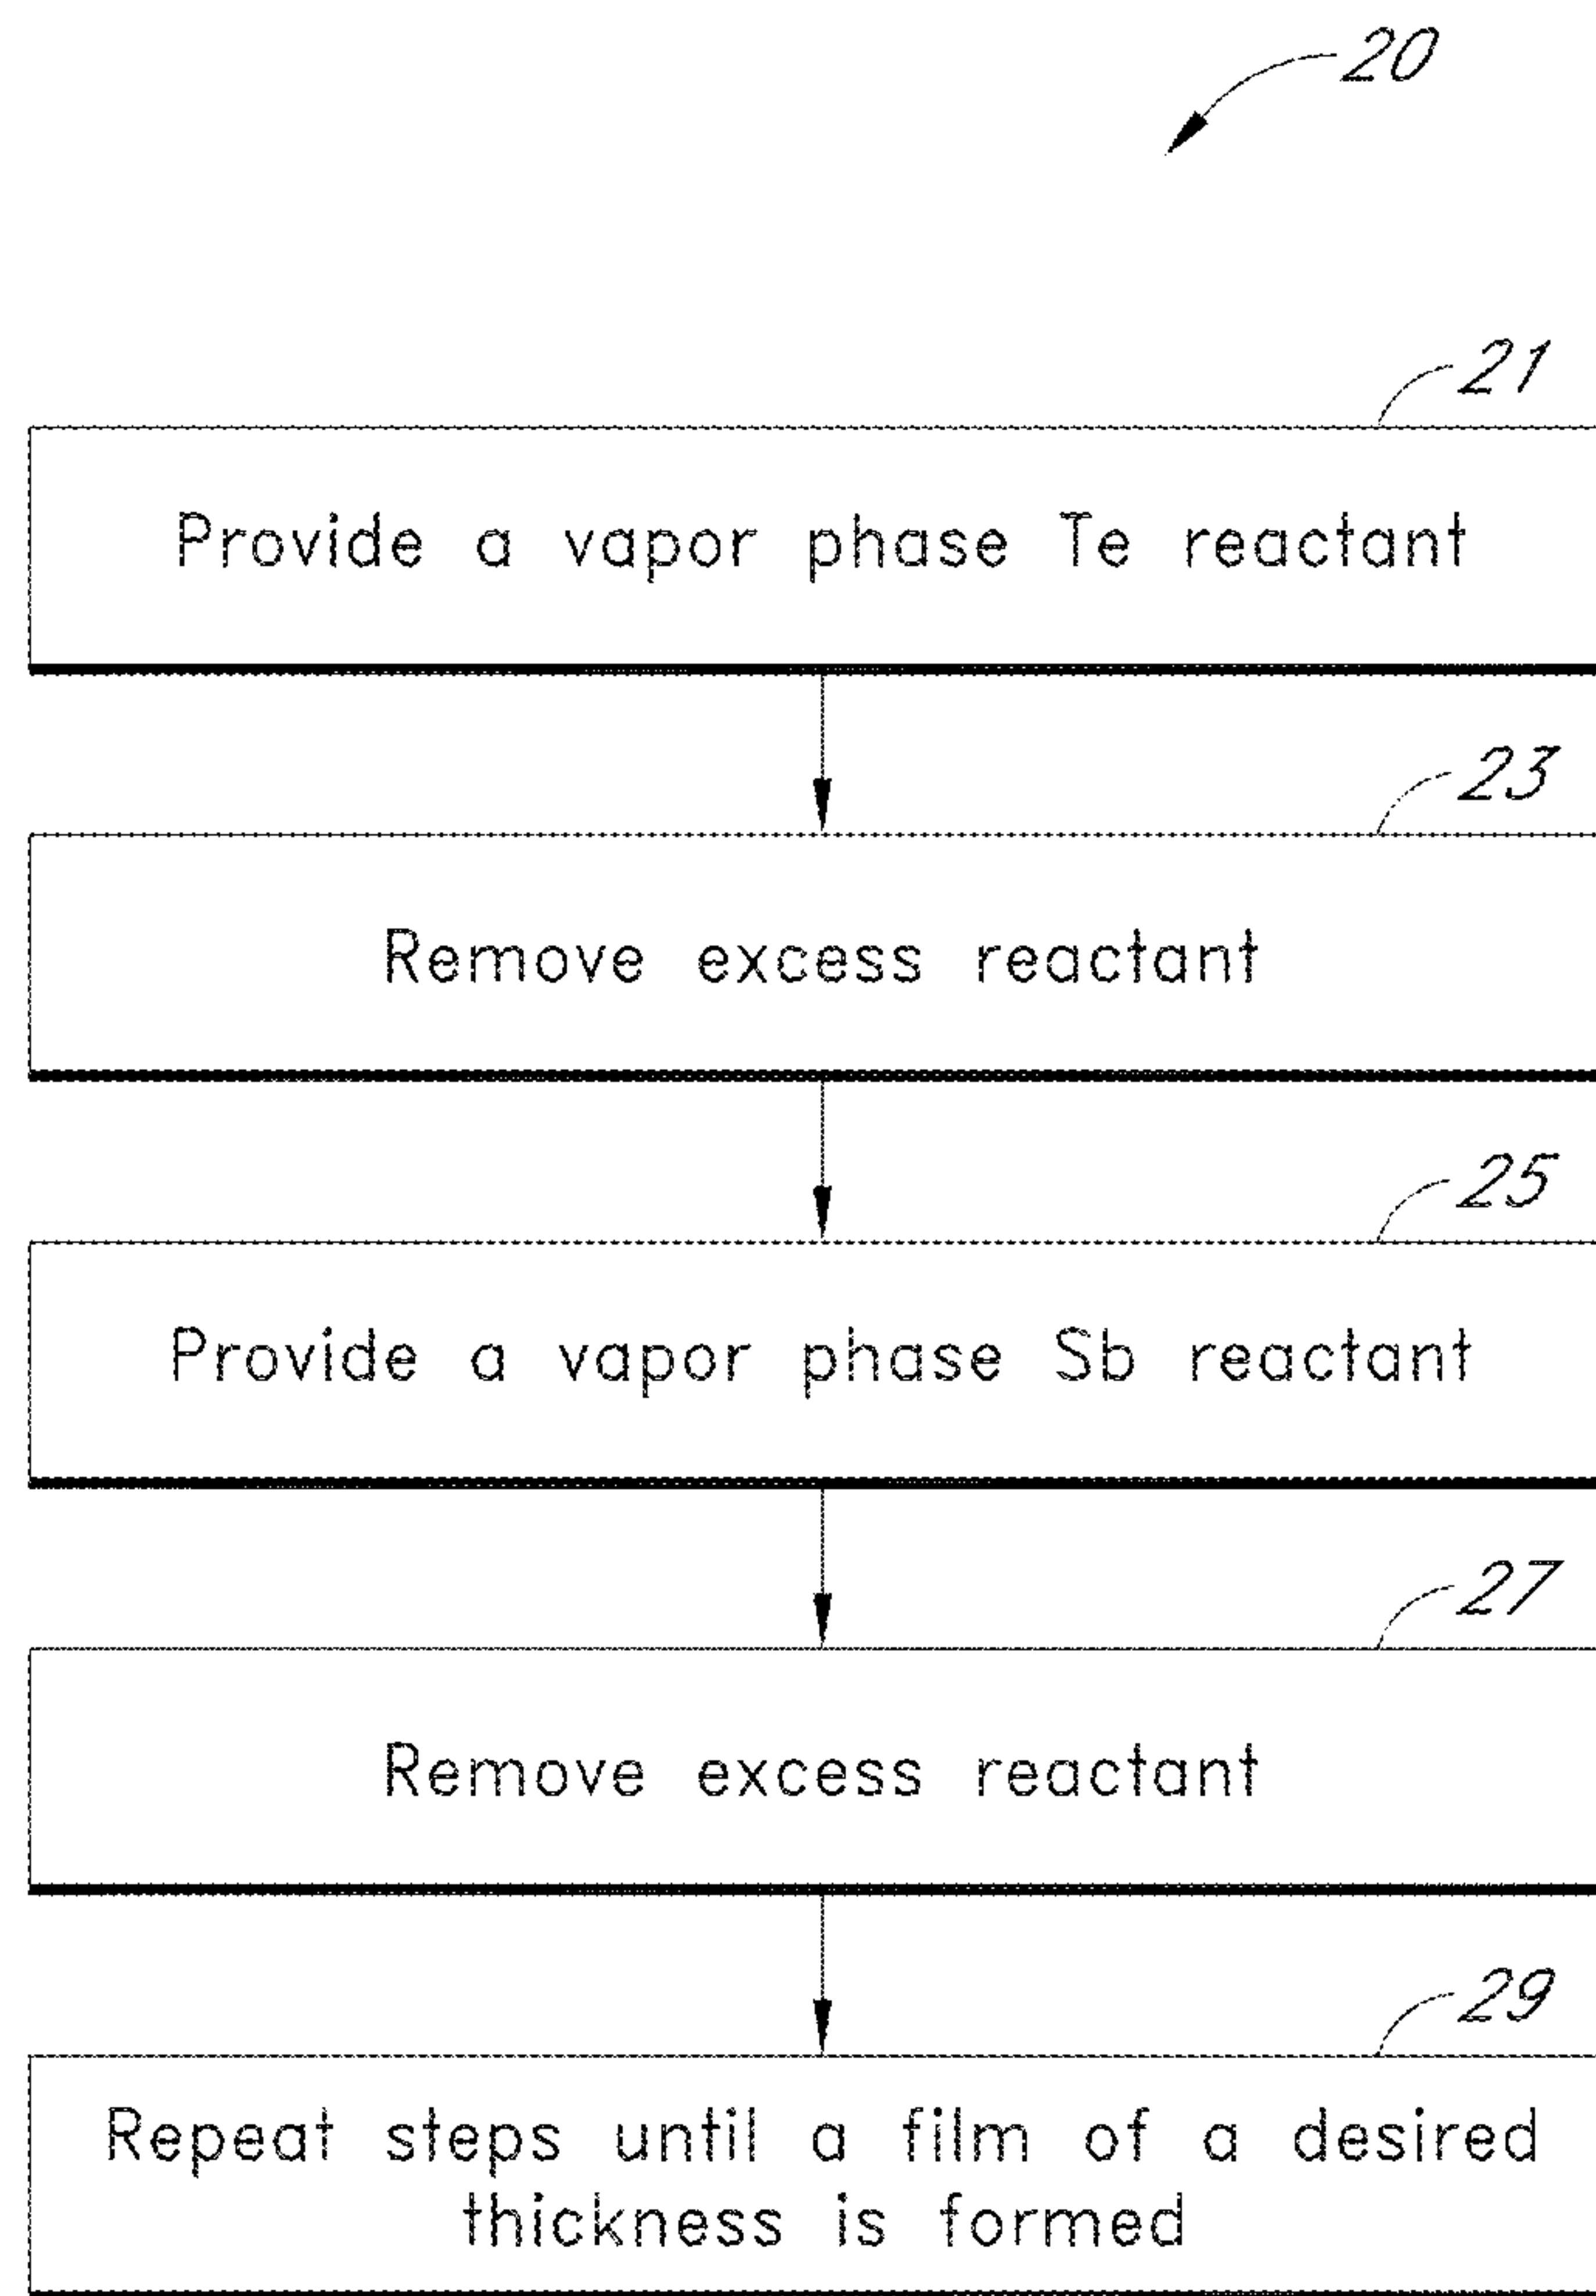 20
21
Provide a vapor phase Te reactant
23
Remove excess reactant
25
Provide a vapor phase Sb reactant
27
Remove excess reactant
29
Repeat steps until a film of a desired
thickness is formed